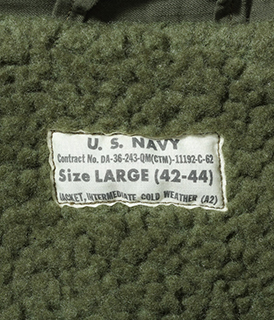 U. S. NAVY
Contract No. DA-36-243-QM(CTM)-11192-C-62
Size LARGE (42-44)
JACKET, INTERMEDIATE COLD WEATHER (A2)